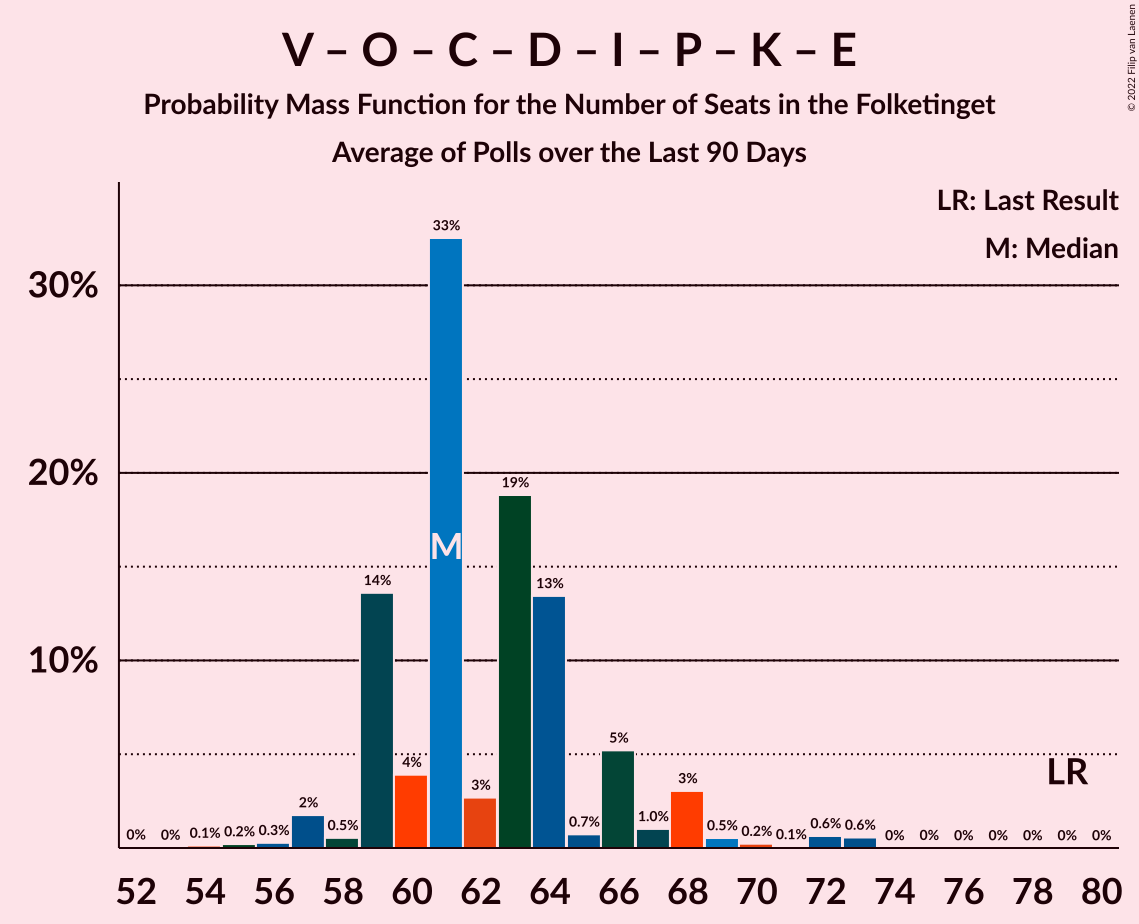 V – O – C – D – I – P – K – E
Probability Mass Function for the Number of Seats in the Folketinget
Average of Polls over the Last 90 Days
© 2022 Filip van Laenen
LR: Last Result
M: Median
30%
20%
10%
0% 0% 0.1% 0.2% 0.3% 2% 0.5% 14% 4% 33% 3% 19% 13% 0.7% 5% 1.0% 3% 0.5% 0.2% 0.1% 0.6% 0.6% 0% 0% 0% 0% 0% 0% 0%
M
LR
52 54 56 58 60 62 64 66 68 70 72 74 76 78 80